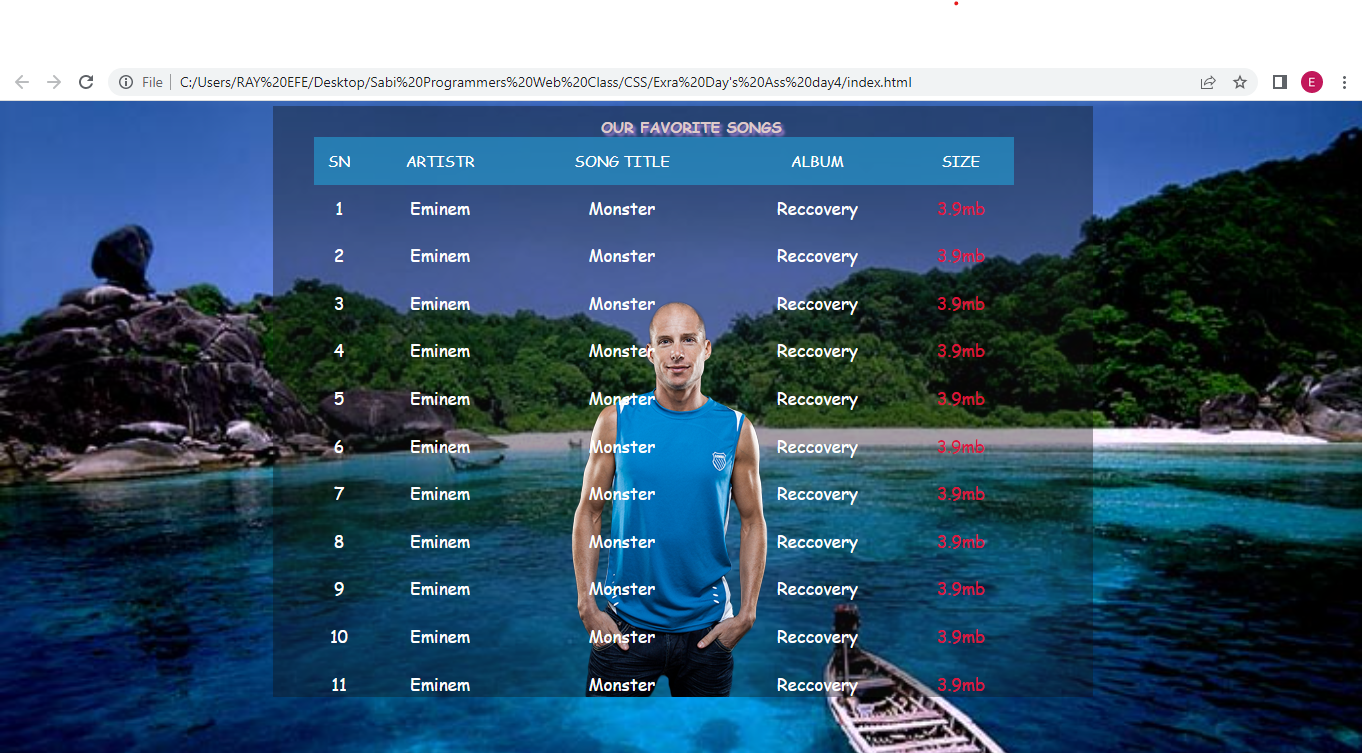 File | C:/Users/RAY%20EFE/Desktop/Sabi%20Programmers%20Web%20Class/CSS/Exra%20Day's%20Ass%20day4/index.html
E
OUR FAVORITE SONGS
SN ARTISTR SONG TITLE ALBUM SIZE
1 Eminem Monster Reccovery 3.9mb
2 Eminem Monster Reccovery 3.9mb
3 Eminem Monster Reccovery 3.9mb
4 Eminem Monster Reccovery 3.9mb
5 Eminem Monster Reccovery 3.9mb
6 Eminem Monster Reccovery 3.9mb
7 Eminem Monster Reccovery 3.9mb
8 Eminem Monster Reccovery 3.9mb
9 Eminem Monster Reccovery 3.9mb
10 Eminem Monster Reccovery 3.9mb
11 Eminem Monster Reccovery 3.9mb